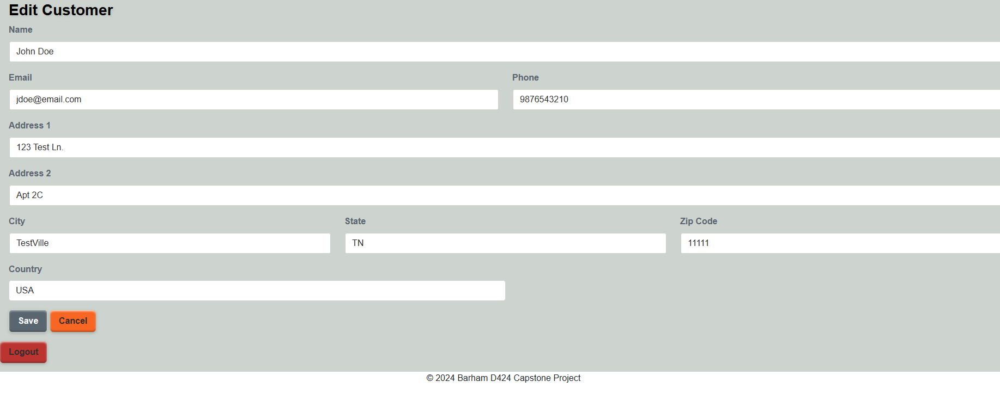 Edit Customer
Name
John Doe
Email Phone
jdoe@email.com 9876543210
Address 1
123 Test Ln.
Address 2
Apt 2C
City State Zip Code
TestVille TN 11111
Country
USA
Save Cancel
Logout
© 2024 Barham D424 Capstone Project